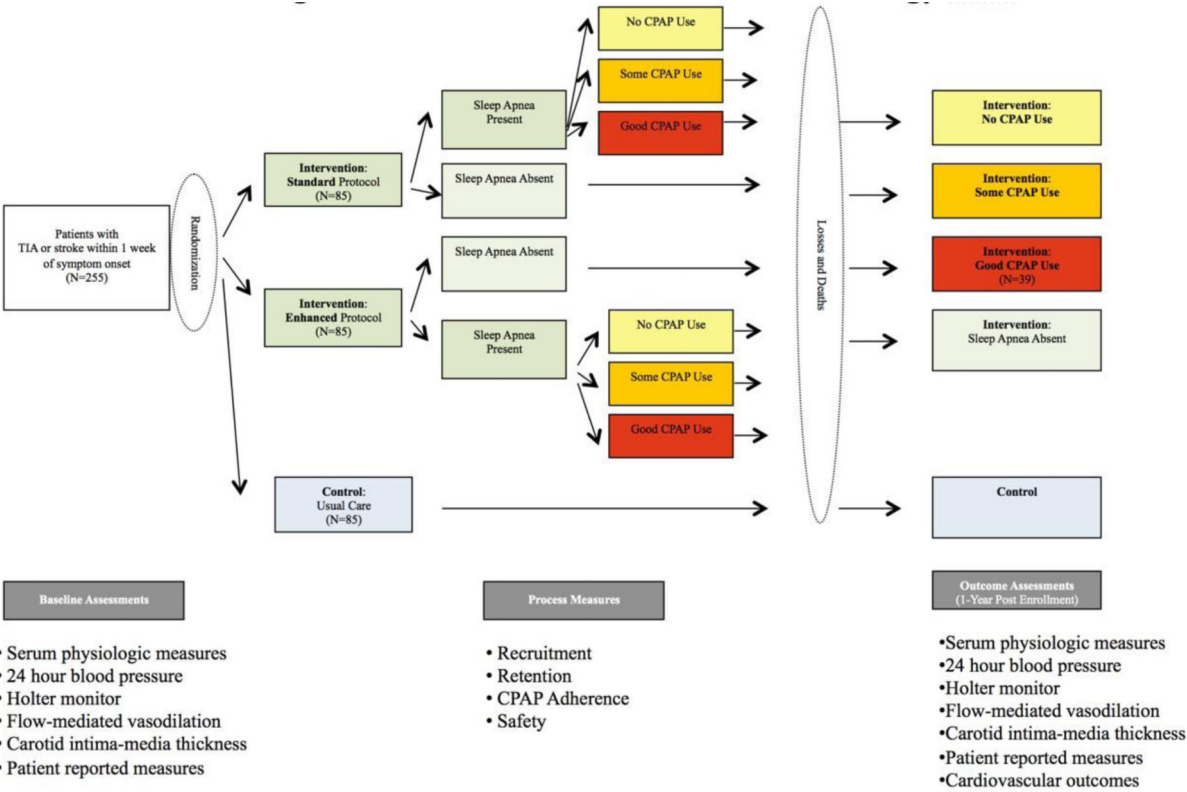 No CPAP Use
Some CPAP Use
Good CPAP Use
Sleep Apnea
Present
Sleep Apnea Absent
Intervention:
Standard Protocol
(N=85)
Patients with
TIA or stroke within 1 week
of symptom onset
(N=255)
Randomization
Sleep Apnea Absent
Intervention:
Enhanced Protocol
(N=85)
Sleep Apnea
Present
No CPAP Use
Some CPAP Use
Good CPAP Use
Control:
Usual Care
(N=85)
Losses and Deaths
Intervention:
No CPAP Use
Intervention:
Some CPAP Use
Intervention:
Good CPAP Use
(N=39)
Intervention:
Sleep Apnea Absent
Control
Baseline Assessments
• Serum physiologic measures
• 24 hour blood pressure
• Holter monitor
• Flow-mediated vasodilation
• Carotid intima-media thickness
• Patient reported measures
Process Measures
• Recruitment
• Retention
• CPAP Adherence
• Safety
Outcome Assessments
(1-Year Post Enrollment)
•Serum physiologic measures
•24 hour blood pressure
•Holter monitor
•Flow-mediated vasodilation
•Carotid intima-media thickness
•Patient reported measures
•Cardiovascular outcomes